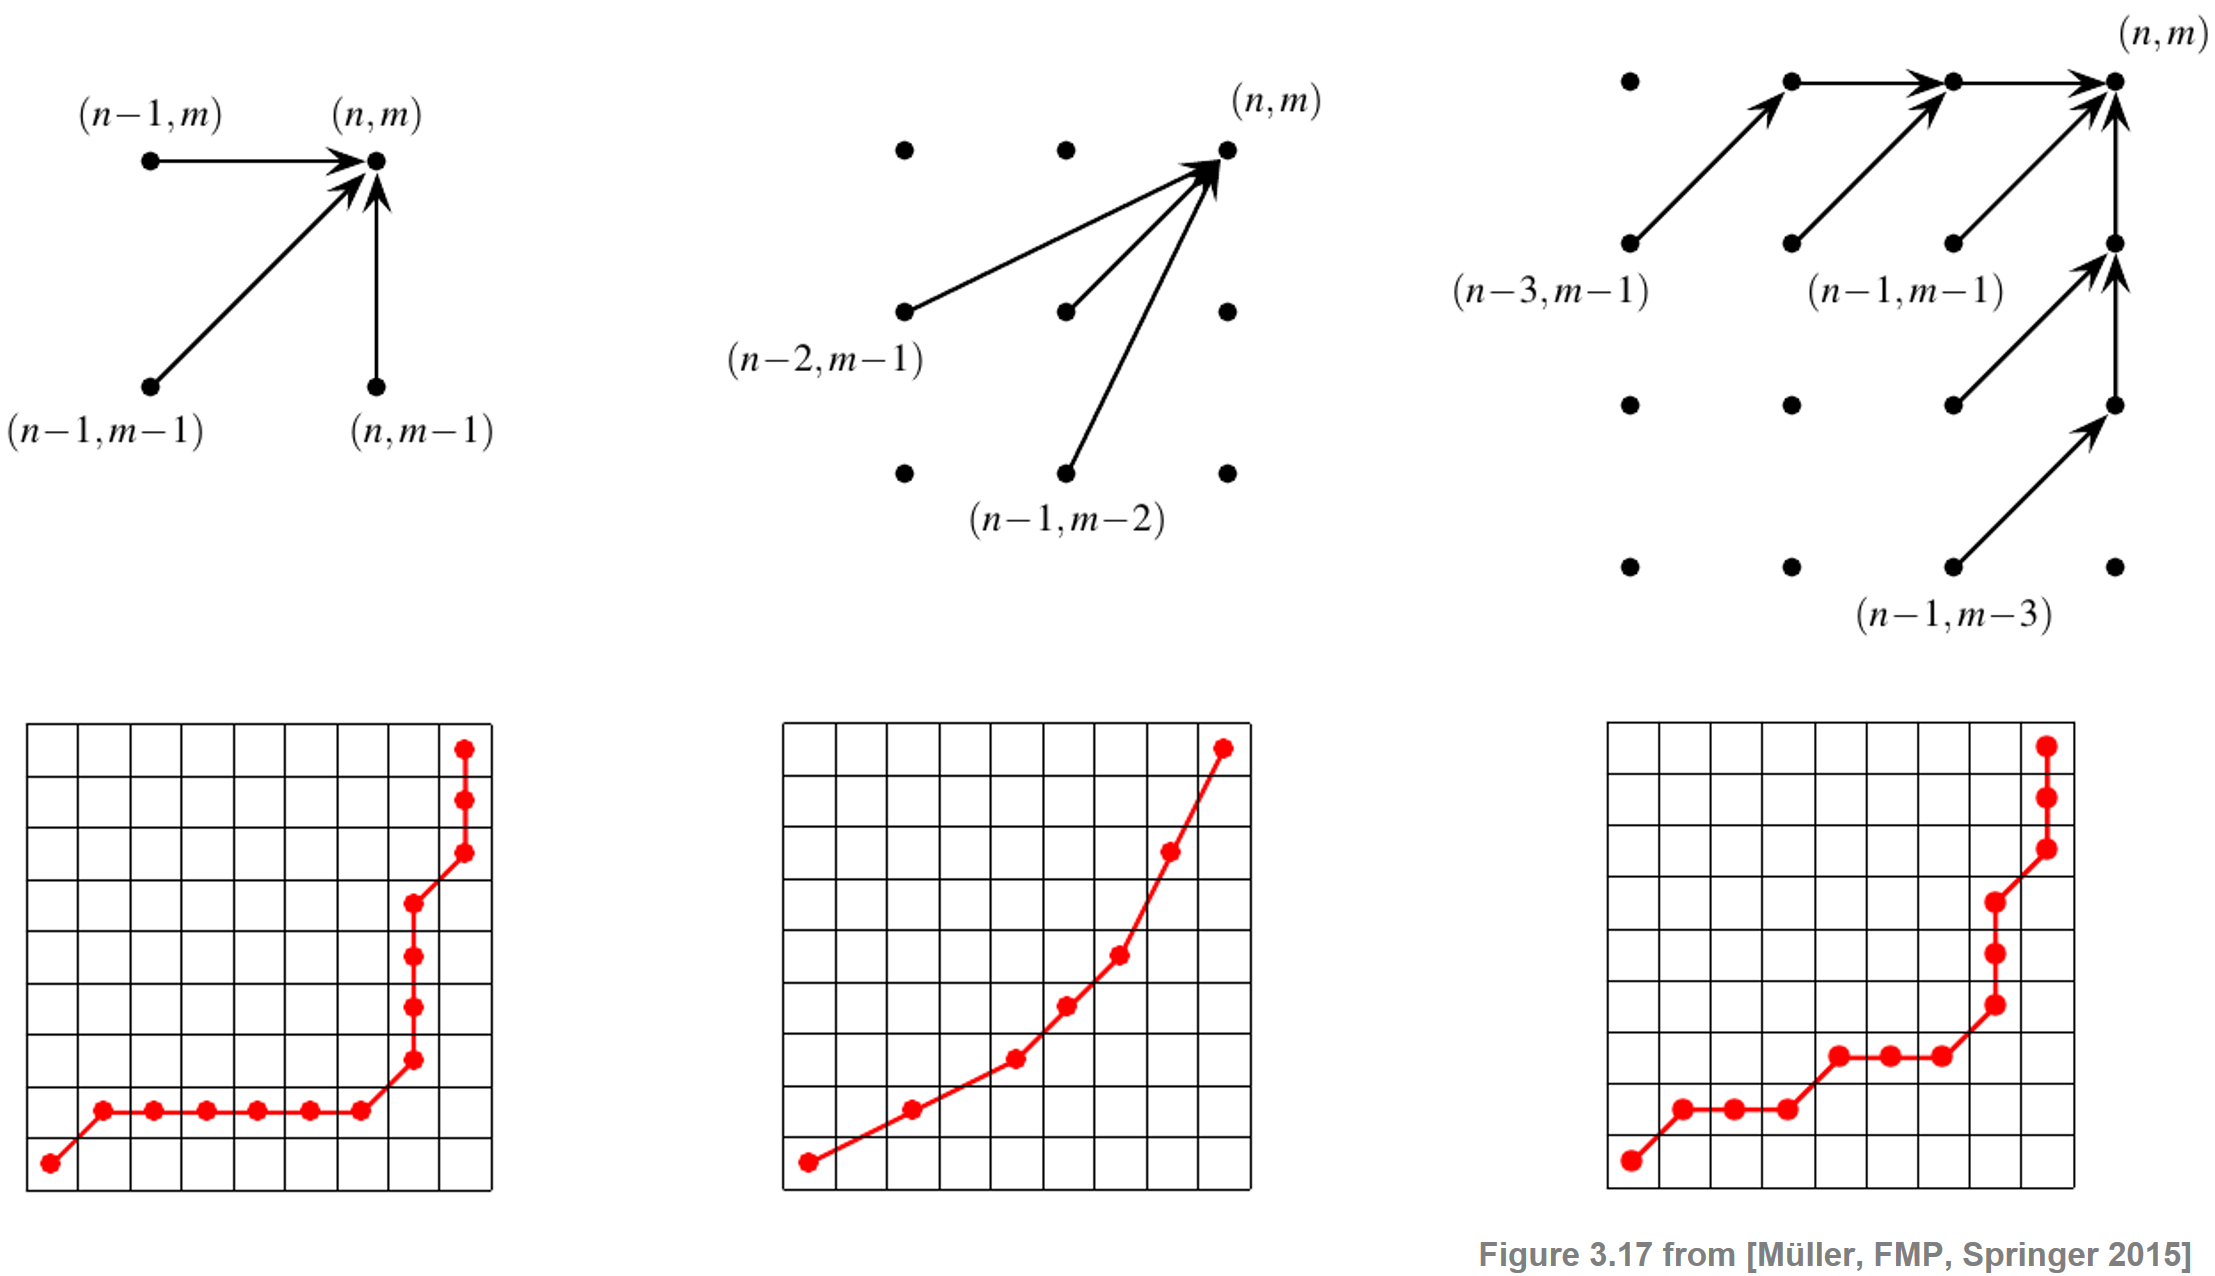 (n−1,m)
(n,m)
(n−1,m−1)
(n,m−1)
(n,m)
(n−2,m−1)
(n−1,m−2)
(n,m)
(n−3,m−1)
(n−1,m−1)
(n−1,m−3)
Figure 3.17 from [Müller, FMP, Springer 2015]